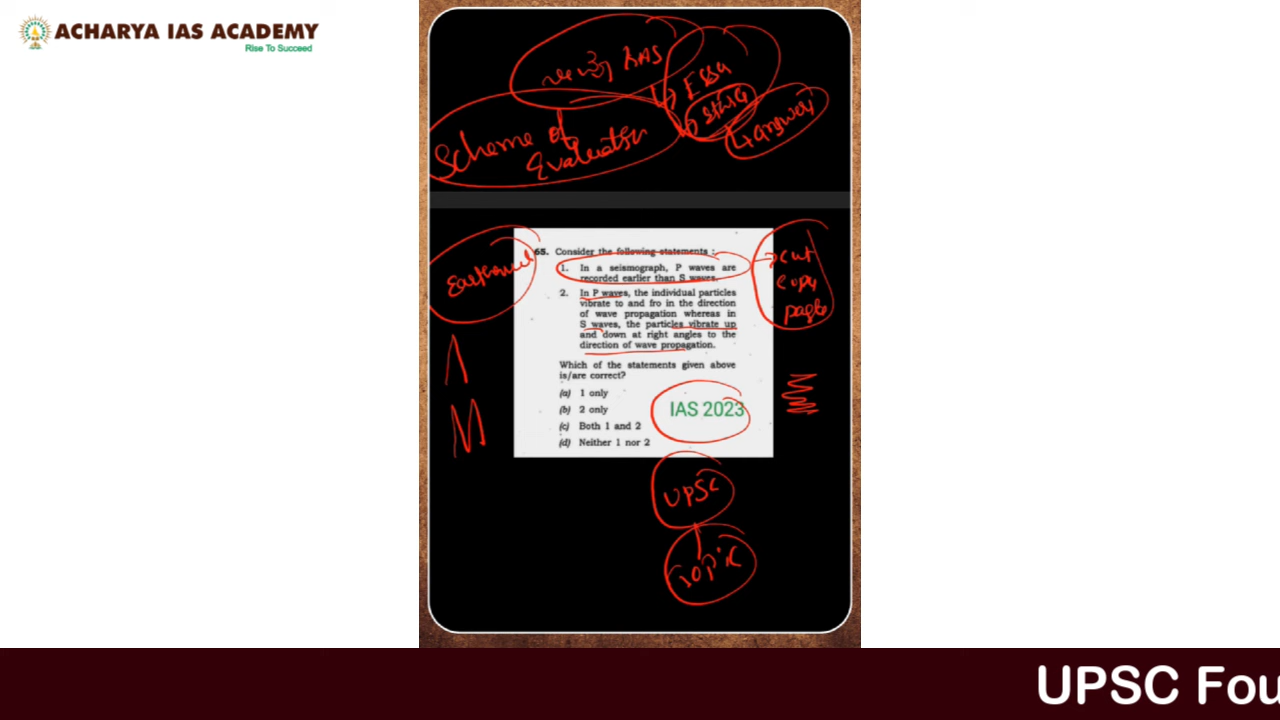 ACHARYA IAS ACADEMY
Rise To Succeed
IAS
Scheme of
Evaluation
answer
65. Consider the following statements :
1. In a seismograph, P waves are
recorded earlier than S waves.
2. In P waves, the individual particles
vibrate to and fro in the direction
of wave propagation whereas in
S waves, the particles vibrate up
and down at right angles to the
direction of wave propagation.
Which of the statements given above
is/are correct?
(a) 1 only
(b) 2 only
(c) Both 1 and 2
(d) Neither 1 nor 2
IAS 2023
cut
copy
paste
UPSC
Topic
UPSC Fou